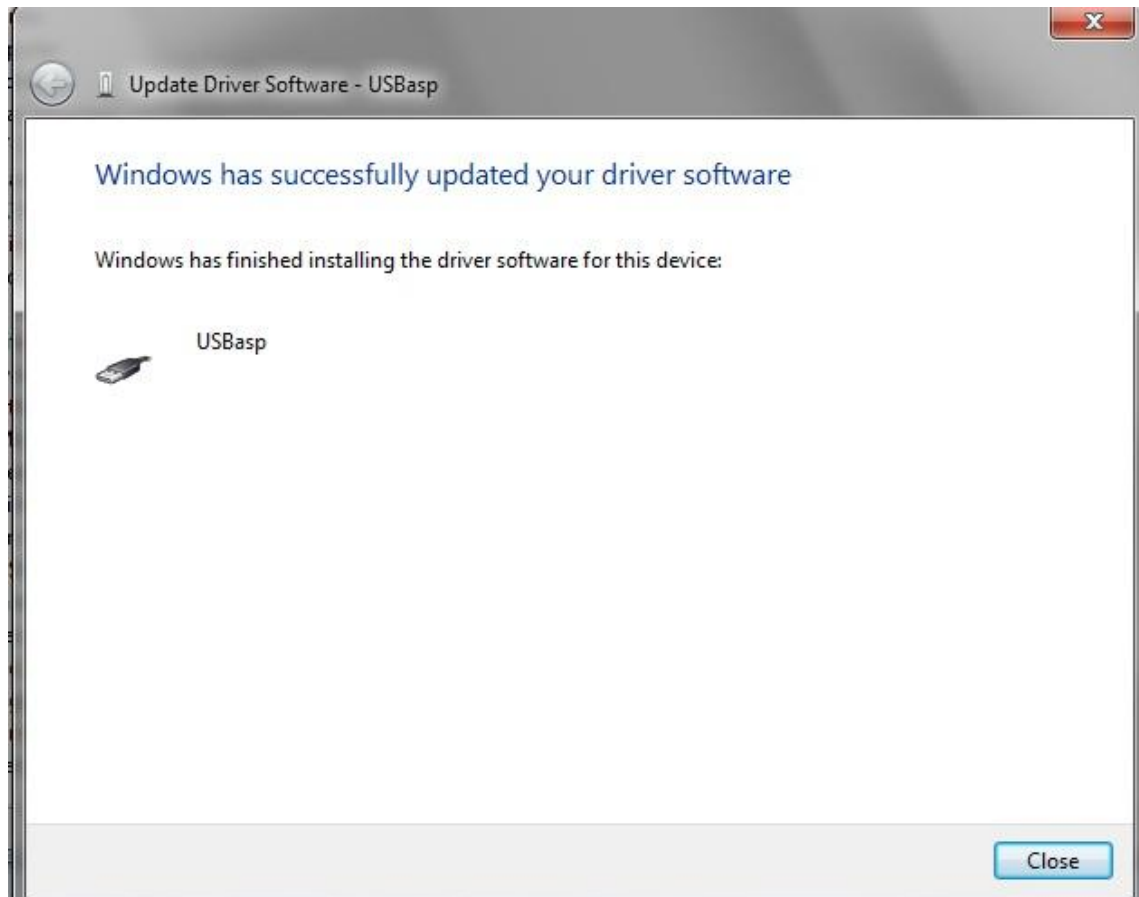 Update Driver Software - USBasp
Windows has successfully updated your driver software
Windows has finished installing the driver software for this device:
USBasp
Close